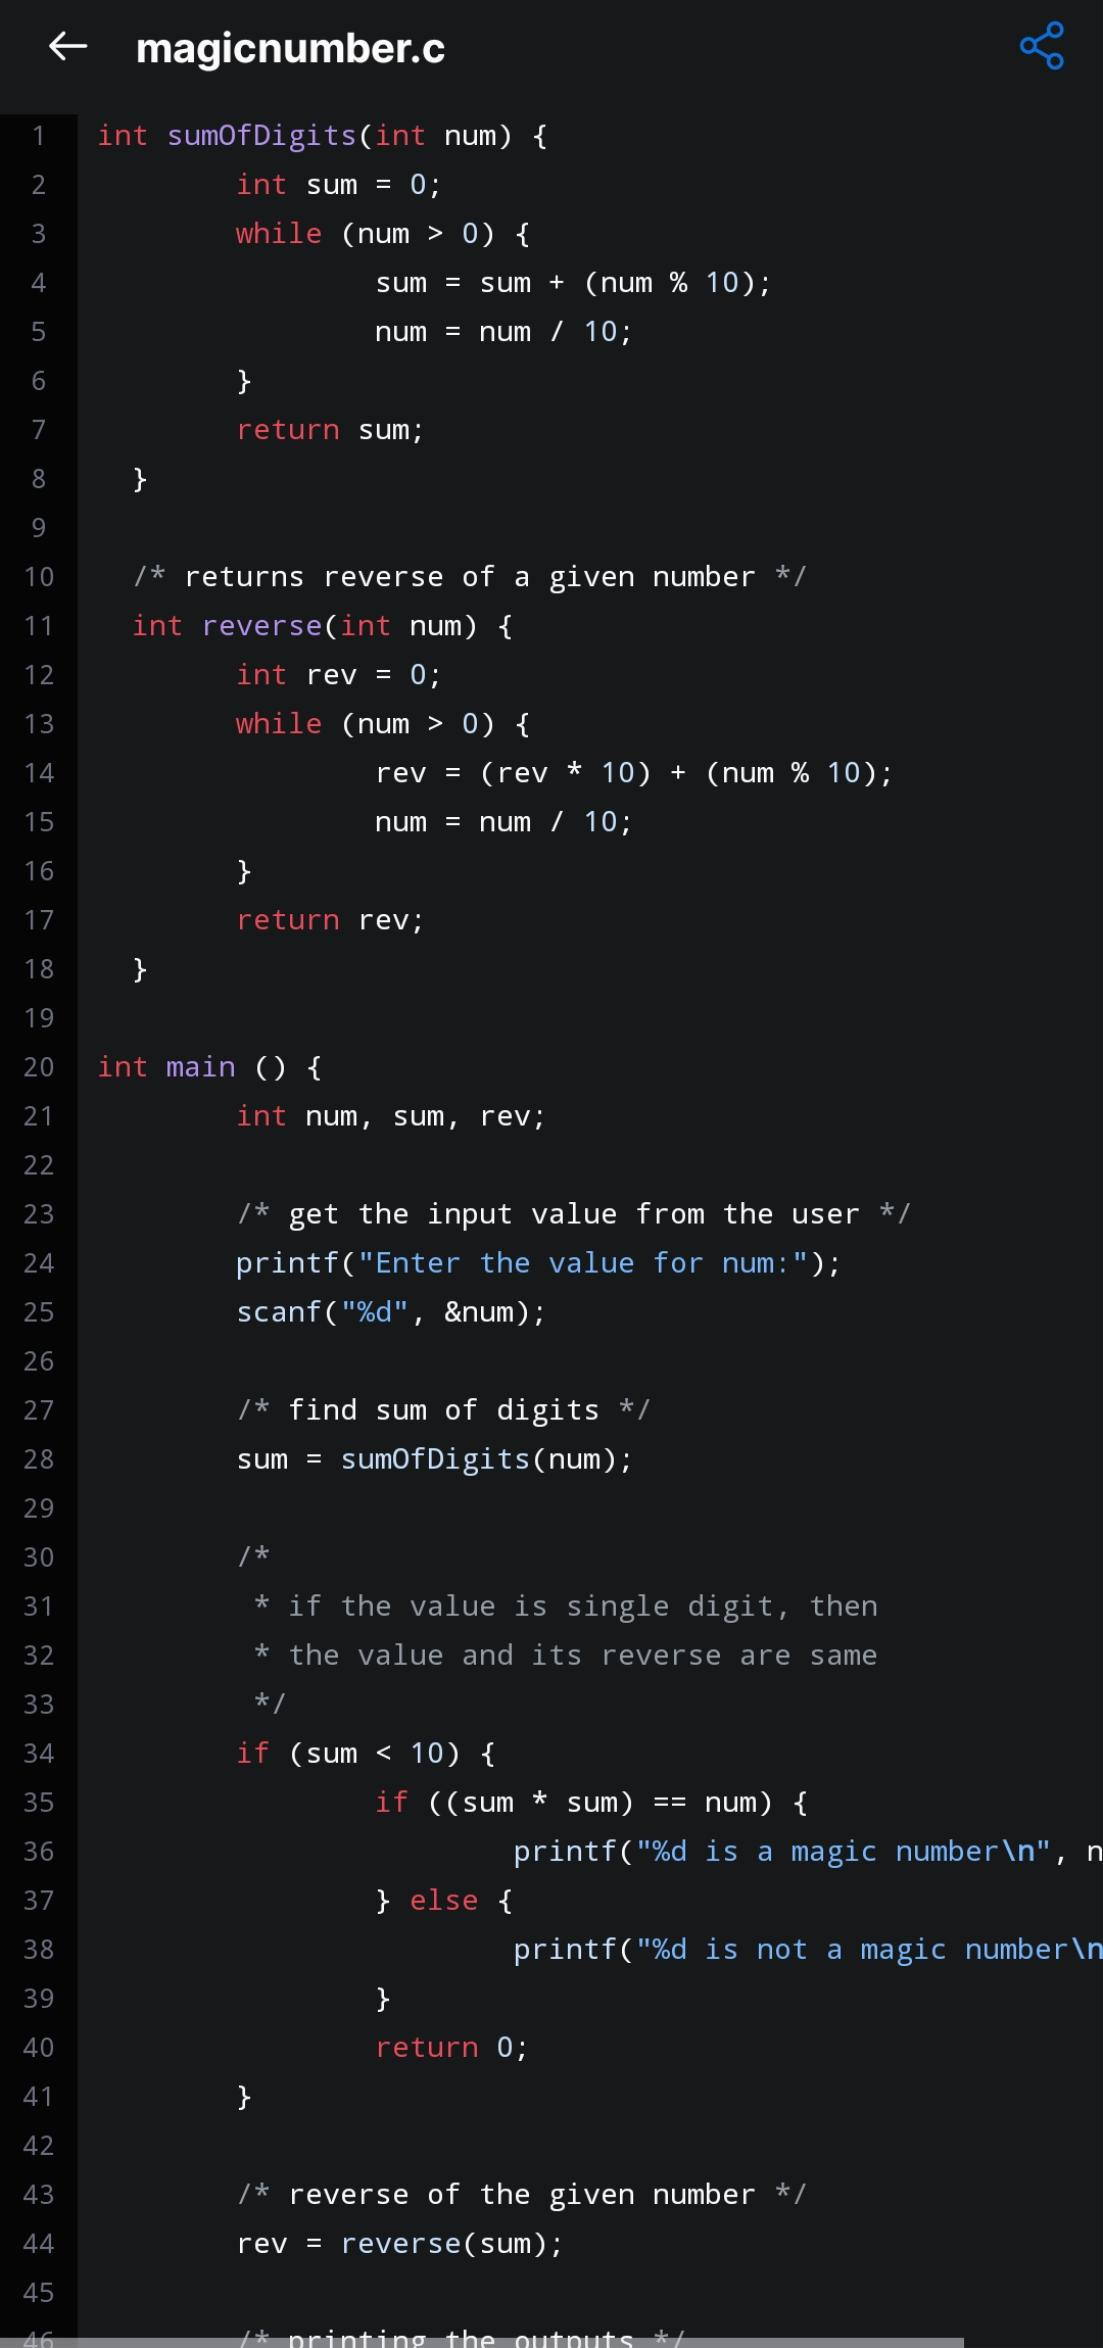 magicnumber.c
1 int sumOfDigits(int num) {
2 int sum = 0;
3 while (num > 0) {
4 sum = sum + (num % 10);
5 num = num / 10;
6 }
7 return sum;
8 }
9
10 /* returns reverse of a given number */
11 int reverse(int num) {
12 int rev = 0;
13 while (num > 0) {
14 rev = (rev * 10) + (num % 10);
15 num = num / 10;
16 }
17 return rev;
18 }
19
20 int main () {
21 int num, sum, rev;
22
23 /* get the input value from the user */
24 printf("Enter the value for num:");
25 scanf("%d", &num);
26
27 /* find sum of digits */
28 sum = sumOfDigits(num);
29
30 /*
31 * if the value is single digit, then
32 * the value and its reverse are same
33 */
34 if (sum < 10) {
35 if ((sum * sum) == num) {
36 printf("%d is a magic number\n", n
37 } else {
38 printf("%d is not a magic number\n
39 }
40 return 0;
41 }
42
43 /* reverse of the given number */
44 rev = reverse(sum);
45
46 /* printing the outputs */